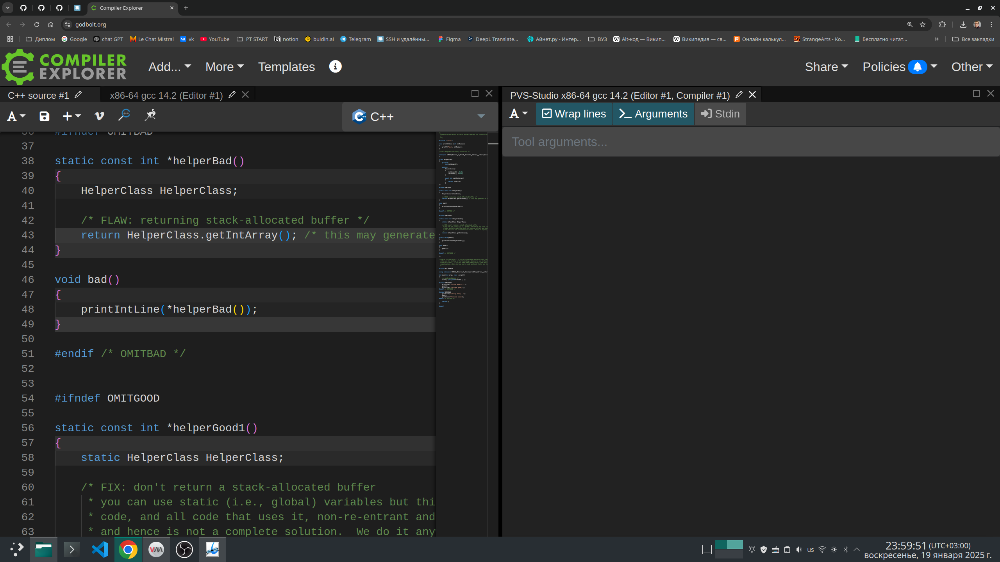 Compiler Explorer
godbolt.org
Диплом Google chat GPT Le Chat Mistral vk YouTube PT START notion buidin.ai Telegram SSH и удалённы... Figma DeepL Translate... Айнет.ру - Интер... ВУЗ Alt-код — Викип... Википедия — св... Онлайн калькул... StrangeArts - Ко... Бесплатно читат... Все закладки
COMPILER
EXPLORER
Add... More Templates Share Policies Other
C++ source #1 x86-64 gcc 14.2 (Editor #1)
PVS-Studio x86-64 gcc 14.2 (Editor #1, Compiler #1)
C++
Wrap lines Arguments Stdin
Tool arguments...
36 #ifndef OMITBAD
37
38 static const int *helperBad()
39 {
40 HelperClass HelperClass;
41
42 /* FLAW: returning stack-allocated buffer */
43 return HelperClass.getIntArray(); /* this may generate
44 }
45
46 void bad()
47 {
48 printIntLine(*helperBad());
49 }
50
51 #endif /* OMITBAD */
52
53
54 #ifndef OMITGOOD
55
56 static const int *helperGood1()
57 {
58 static HelperClass HelperClass;
59
60 /* FIX: don't return a stack-allocated buffer
61 * you can use static (i.e., global) variables but thi
62 * code, and all code that uses it, non-re-entrant and
63 * and hence is not a complete solution. We do it any
us
23:59:51 (UTC+03:00)
воскресенье, 19 января 2025 г.